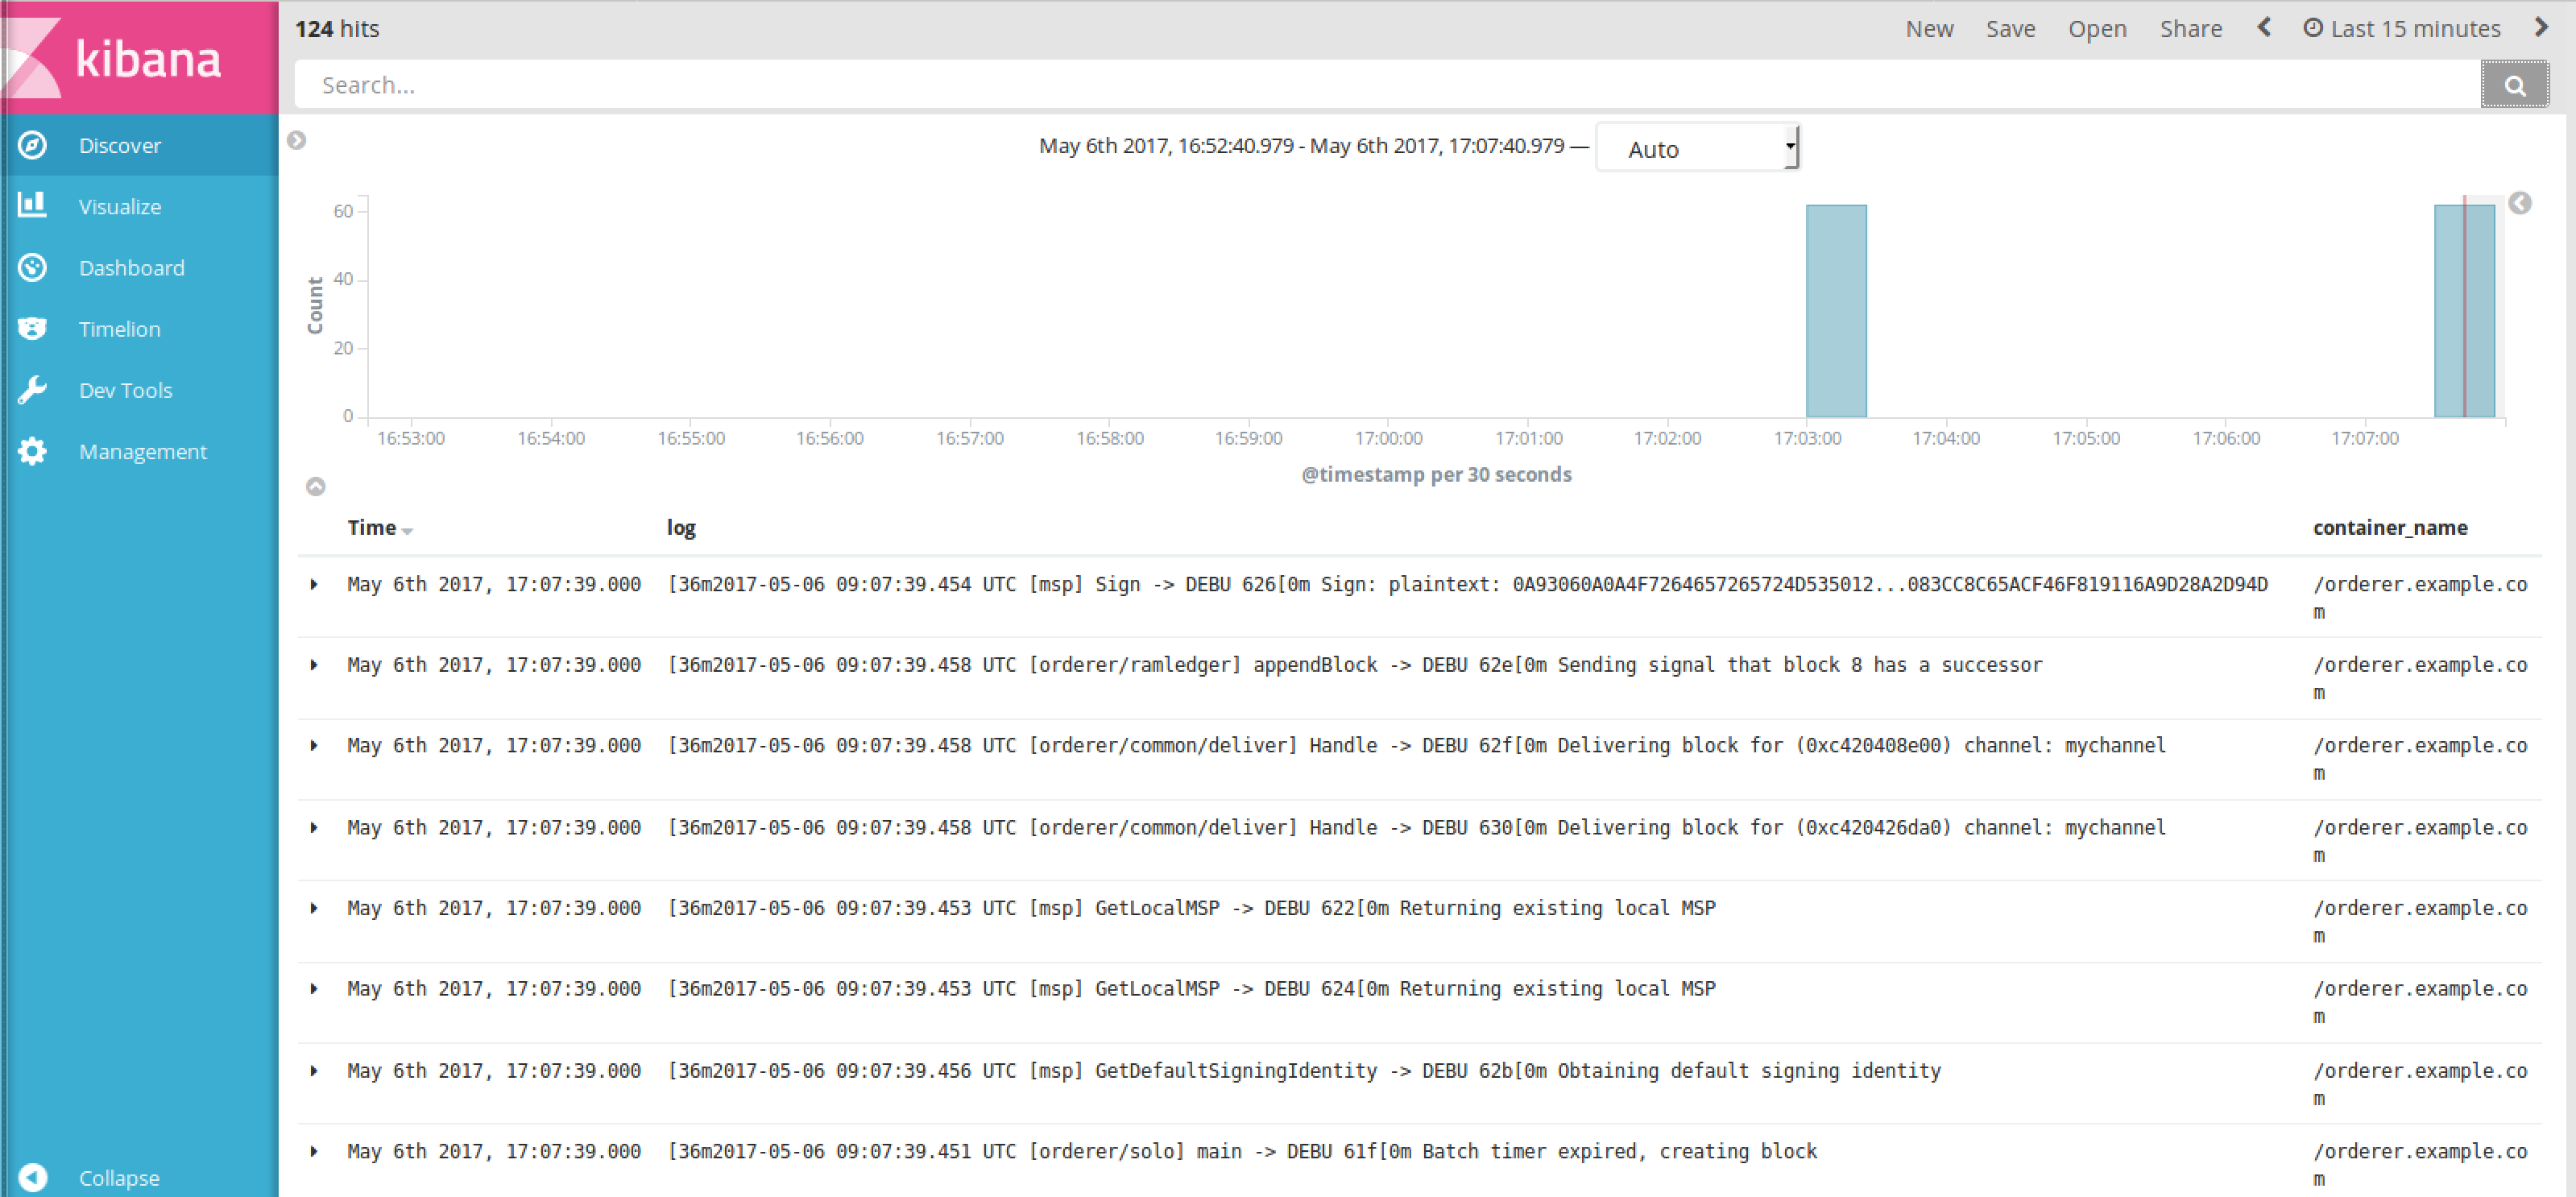 kibana
124 hits
New Save Open Share Last 15 minutes
Search...
Discover
Visualize
Dashboard
Timelion
Dev Tools
Management
Collapse
May 6th 2017, 16:52:40.979 - May 6th 2017, 17:07:40.979 — Auto
Count
60
40
20
0
16:53:00 16:54:00 16:55:00 16:56:00 16:57:00 16:58:00 16:59:00 17:00:00 17:01:00 17:02:00 17:03:00 17:04:00 17:05:00 17:06:00 17:07:00
@timestamp per 30 seconds
Time log container_name
May 6th 2017, 17:07:39.000 [36m2017-05-06 09:07:39.454 UTC [msp] Sign -> DEBU 626[0m Sign: plaintext: 0A93060A0A4F7264657265724D535012...083CC8C65ACF46F819116A9D28A2D94D /orderer.example.co
m
May 6th 2017, 17:07:39.000 [36m2017-05-06 09:07:39.458 UTC [orderer/ramledger] appendBlock -> DEBU 62e[0m Sending signal that block 8 has a successor /orderer.example.co
m
May 6th 2017, 17:07:39.000 [36m2017-05-06 09:07:39.458 UTC [orderer/common/deliver] Handle -> DEBU 62f[0m Delivering block for (0xc420408e00) channel: mychannel /orderer.example.co
m
May 6th 2017, 17:07:39.000 [36m2017-05-06 09:07:39.458 UTC [orderer/common/deliver] Handle -> DEBU 630[0m Delivering block for (0xc420426da0) channel: mychannel /orderer.example.co
m
May 6th 2017, 17:07:39.000 [36m2017-05-06 09:07:39.453 UTC [msp] GetLocalMSP -> DEBU 622[0m Returning existing local MSP /orderer.example.co
m
May 6th 2017, 17:07:39.000 [36m2017-05-06 09:07:39.453 UTC [msp] GetLocalMSP -> DEBU 624[0m Returning existing local MSP /orderer.example.co
m
May 6th 2017, 17:07:39.000 [36m2017-05-06 09:07:39.456 UTC [msp] GetDefaultSigningIdentity -> DEBU 62b[0m Obtaining default signing identity /orderer.example.co
m
May 6th 2017, 17:07:39.000 [36m2017-05-06 09:07:39.451 UTC [orderer/solo] main -> DEBU 61f[0m Batch timer expired, creating block /orderer.example.co
m